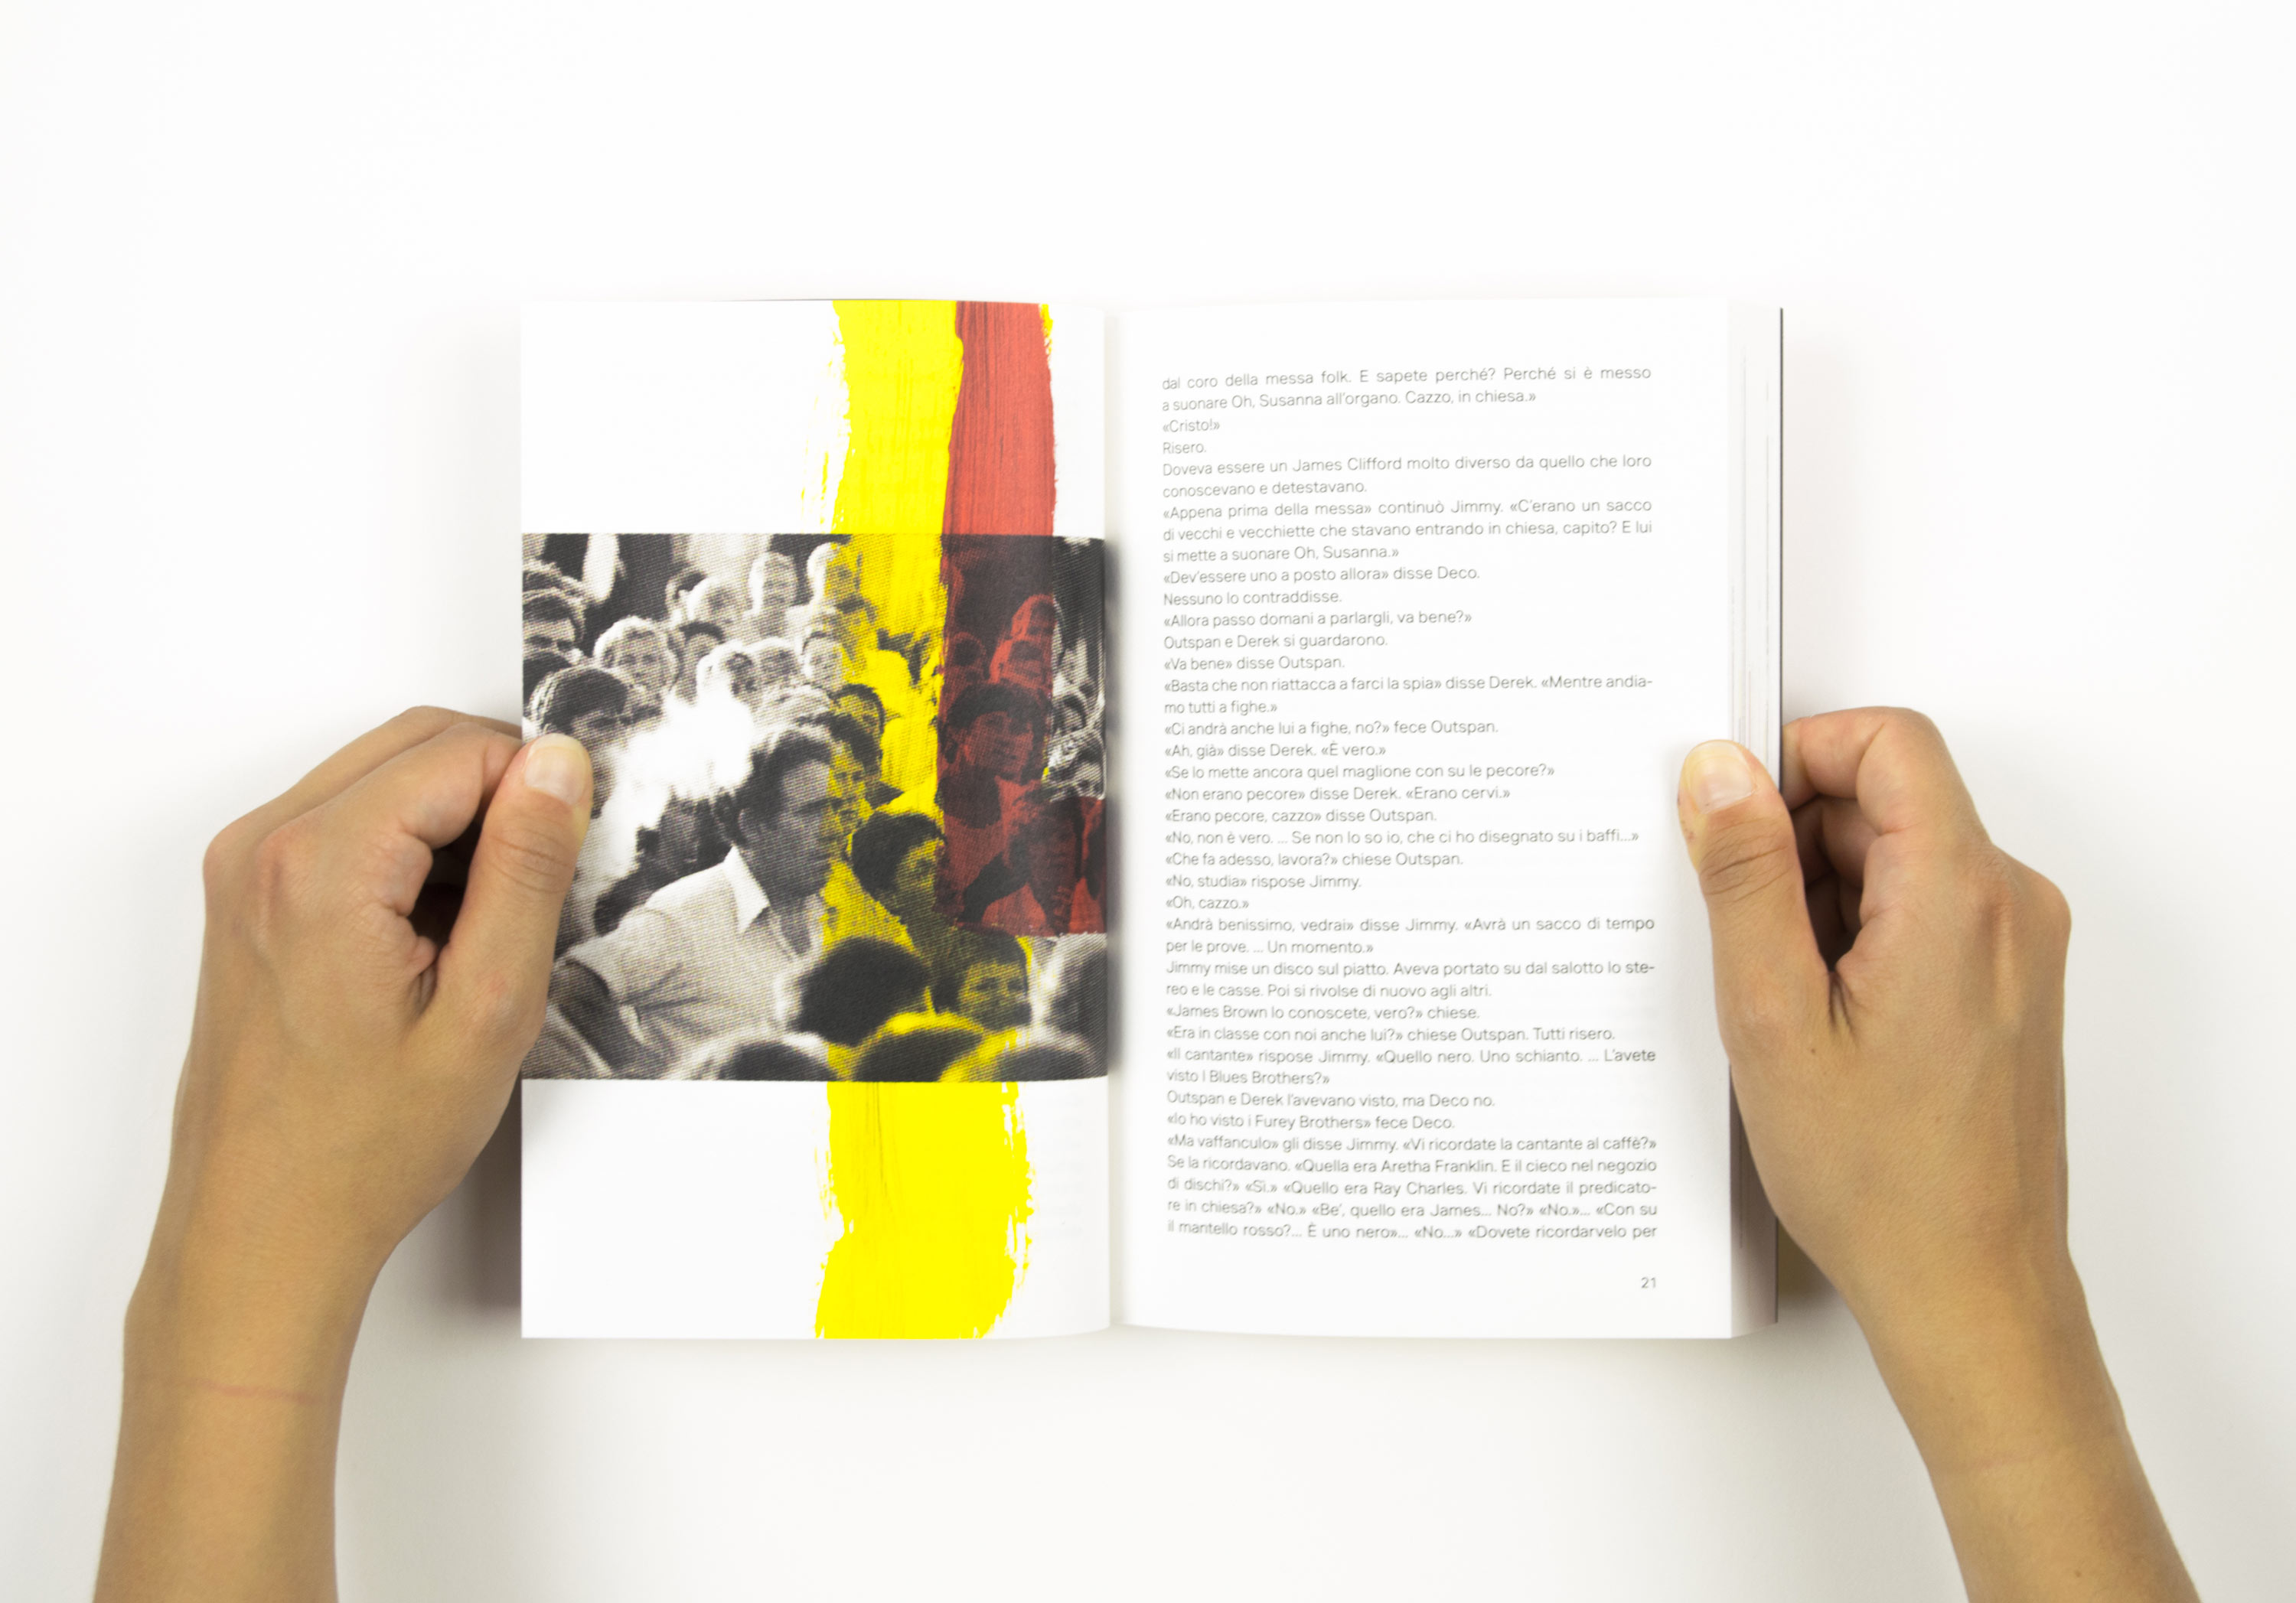 dal coro della messa folk. E sapete perché? Perché si è messo
a suonare Oh, Susanna all'organo. Cazzo, in chiesa.»
«Cristo!»
Risero.
Doveva essere un James Clifford molto diverso da quello che loro
conoscevano e detestavano.
«Appena prima della messa» continuò Jimmy. «C'erano un sacco
di vecchi e vecchiette che stavano entrando in chiesa, capito? E lui
si mette a suonare Oh, Susanna.»
«Dev'essere uno a posto allora» disse Deco.
Nessuno lo contraddisse.
«Allora passo domani a parlargli, va bene?»
Outspan e Derek si guardarono.
«Va bene» disse Outspan.
«Basta che non riattacca a farci la spia» disse Derek. «Mentre andia-
mo tutti a fighe.»
«Ci andrà anche lui a fighe, no?» fece Outspan.
«Ah, già» disse Derek. «È vero.»
«Se lo mette ancora quel maglione con su le pecore?»
«Non erano pecore» disse Derek. «Erano cervi.»
«Erano pecore, cazzo» disse Outspan.
«No, non è vero. ... Se non lo so io, che ci ho disegnato su i baffi...»
«Che fa adesso, lavora?» chiese Outspan.
«No, studia» rispose Jimmy.
«Oh, cazzo.»
«Andrà benissimo, vedrai» disse Jimmy. «Avrà un sacco di tempo
per le prove. ... Un momento.»
Jimmy mise un disco sul piatto. Aveva portato su dal salotto lo ste-
reo e le casse. Poi si rivolse di nuovo agli altri.
«James Brown lo conoscete, vero?» chiese.
«Era in classe con noi anche lui?» chiese Outspan. Tutti risero.
«Il cantante» rispose Jimmy. «Quello nero. Uno schianto. ... L'avete
visto I Blues Brothers?»
Outspan e Derek l'avevano visto, ma Deco no.
«Io ho visto i Furey Brothers» fece Deco.
«Ma vaffanculo» gli disse Jimmy. «Vi ricordate la cantante al caffè?»
Se la ricordavano. «Quella era Aretha Franklin. E il cieco nel negozio
di dischi?» «Sì.» «Quello era Ray Charles. Vi ricordate il predicato-
re in chiesa?» «No.» «Be', quello era James... No?» «No.»... «Con su
il mantello rosso?... È uno nero»... «No...» «Dovete ricordarvelo per
21